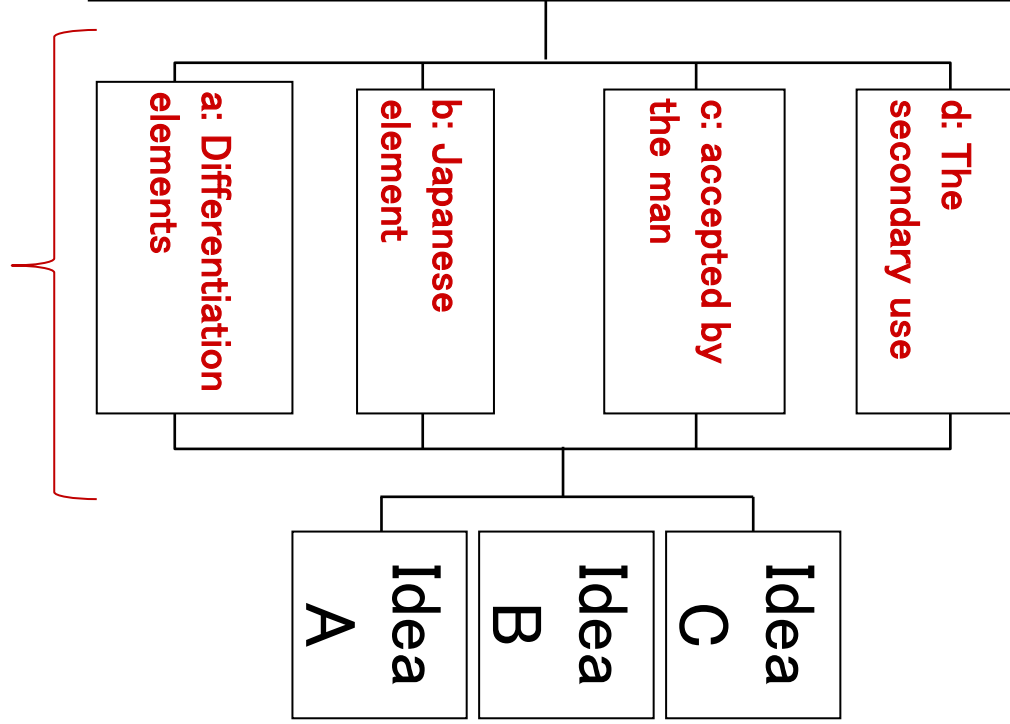 a: Differentiation
elements
b: Japanese
element
c: accepted by
the man
d: The
secondary use
Idea
A
Idea
B
Idea
C